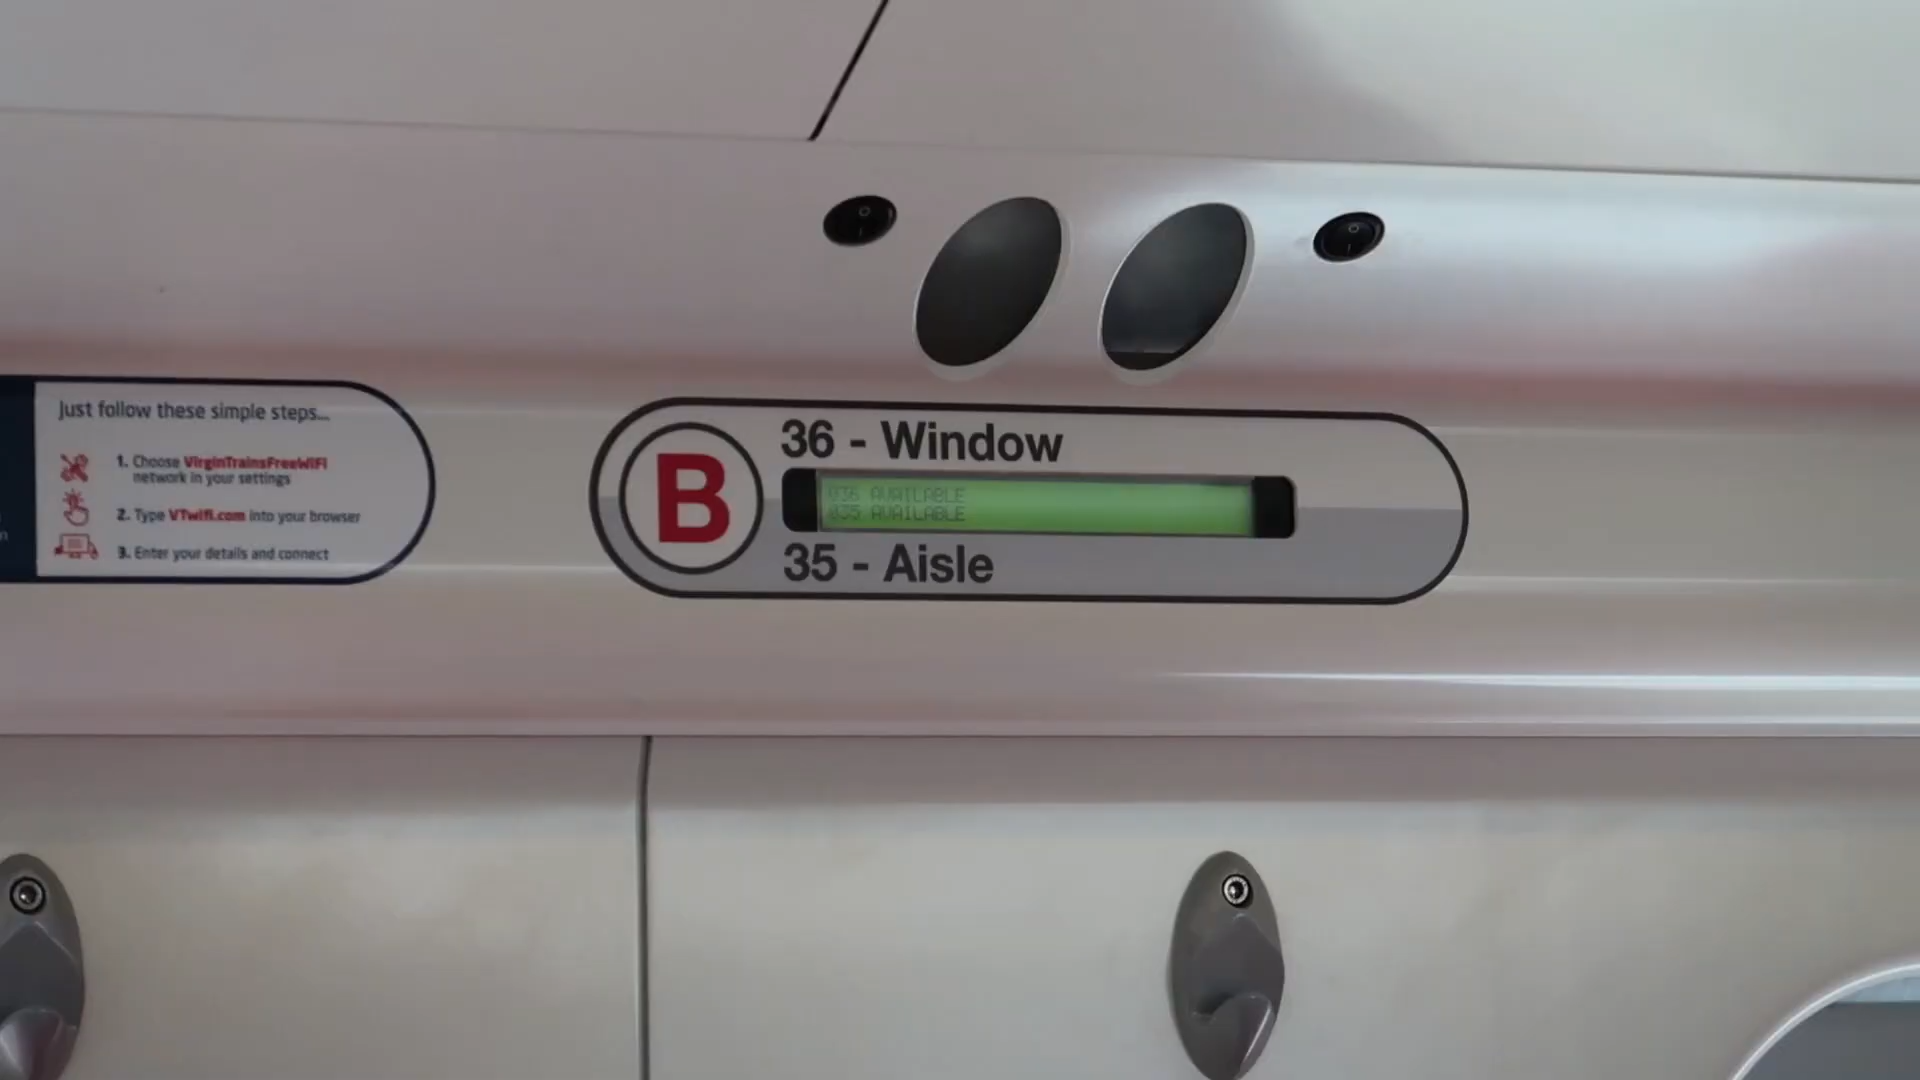 Just follow these simple steps...
1. Choose VirginTrainsFreeWiFi
network in your settings
2. Type VTwifi.com into your browser
3. Enter your details and connect
B
36 - Window
036 AVAILABLE
035 AVAILABLE
35 - Aisle